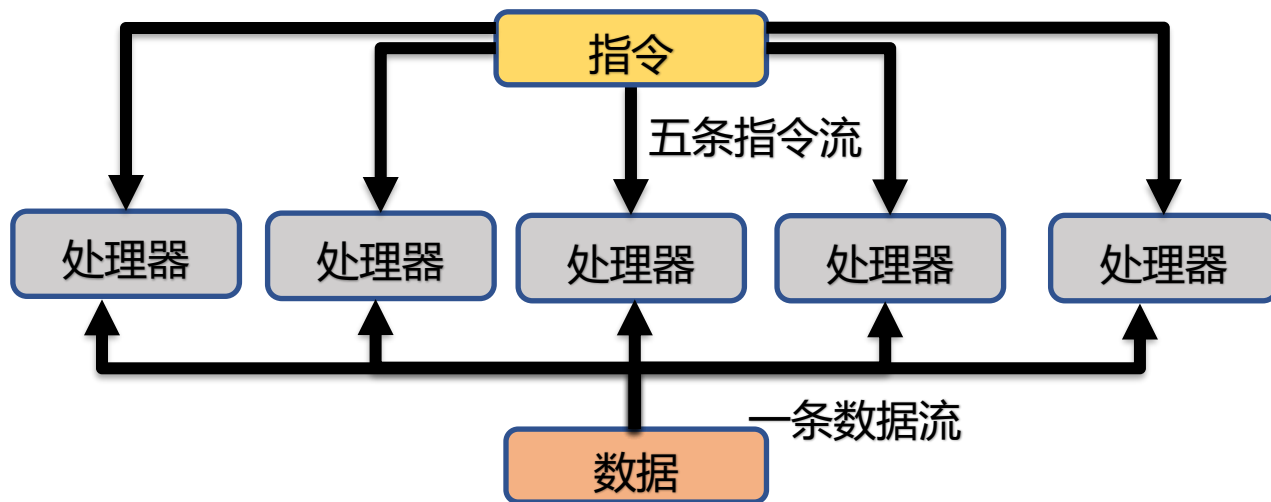 指令
五条指令流
处理器
处理器
处理器
处理器
处理器
一条数据流
数据